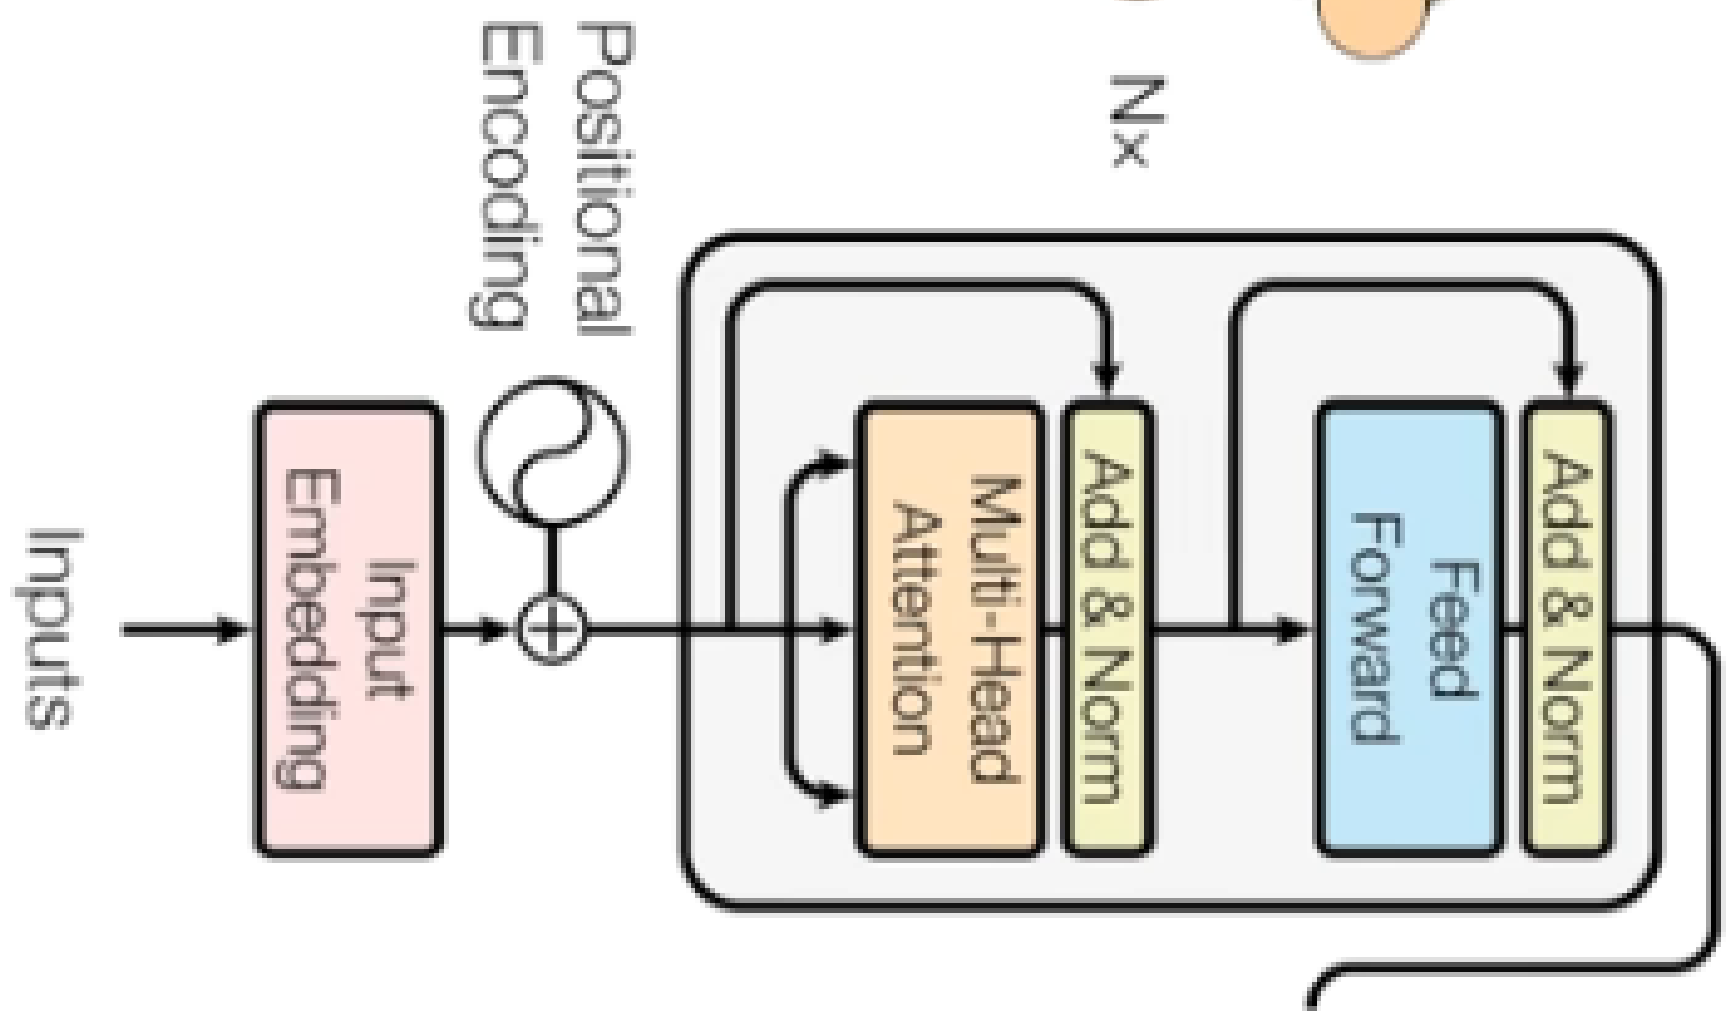 Nx
Add & Norm
Feed
Forward
Add & Norm
Multi-Head
Attention
Positional
Encoding
Input
Embedding
Inputs